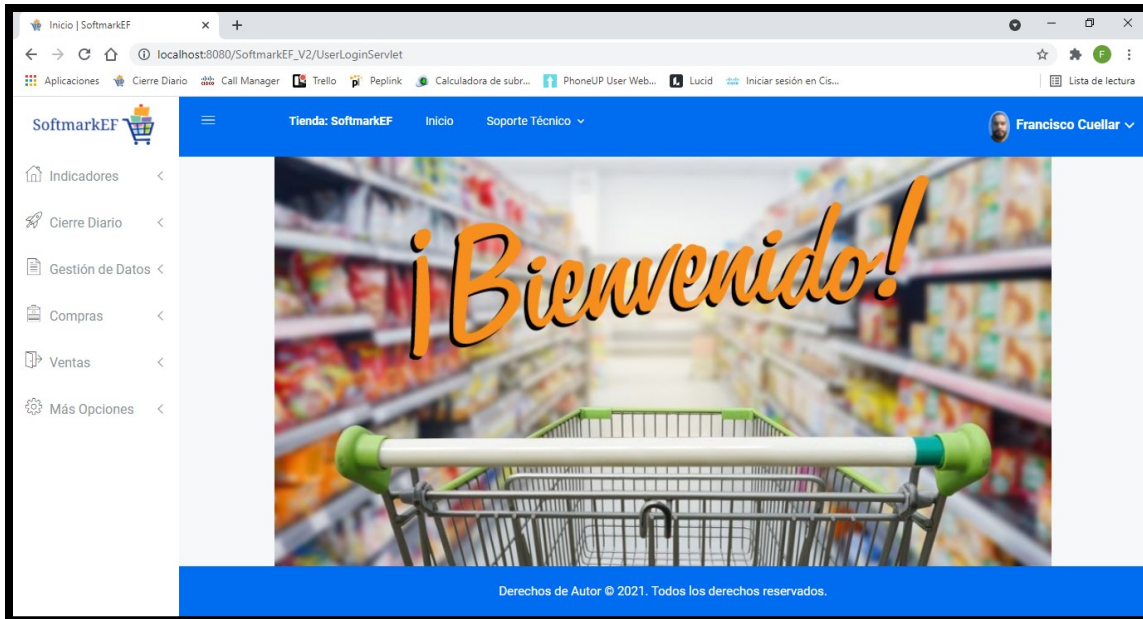 Inicio | SoftmarkEF
localhost:8080/SoftmarkEF_V2/UserLoginServlet
F
Aplicaciones Cierre Diario Call Manager Trello Peplink Calculadora de subr... PhoneUP User Web... Lucid Iniciar sesión en Cis... Lista de lectura
SoftmarkEF
Tienda: SoftmarkEF Inicio Soporte Técnico Francisco Cuellar
Indicadores
Cierre Diario
Gestión de Datos
Compras
Ventas
Más Opciones
¡Bienvenido!
Derechos de Autor © 2021. Todos los derechos reservados.